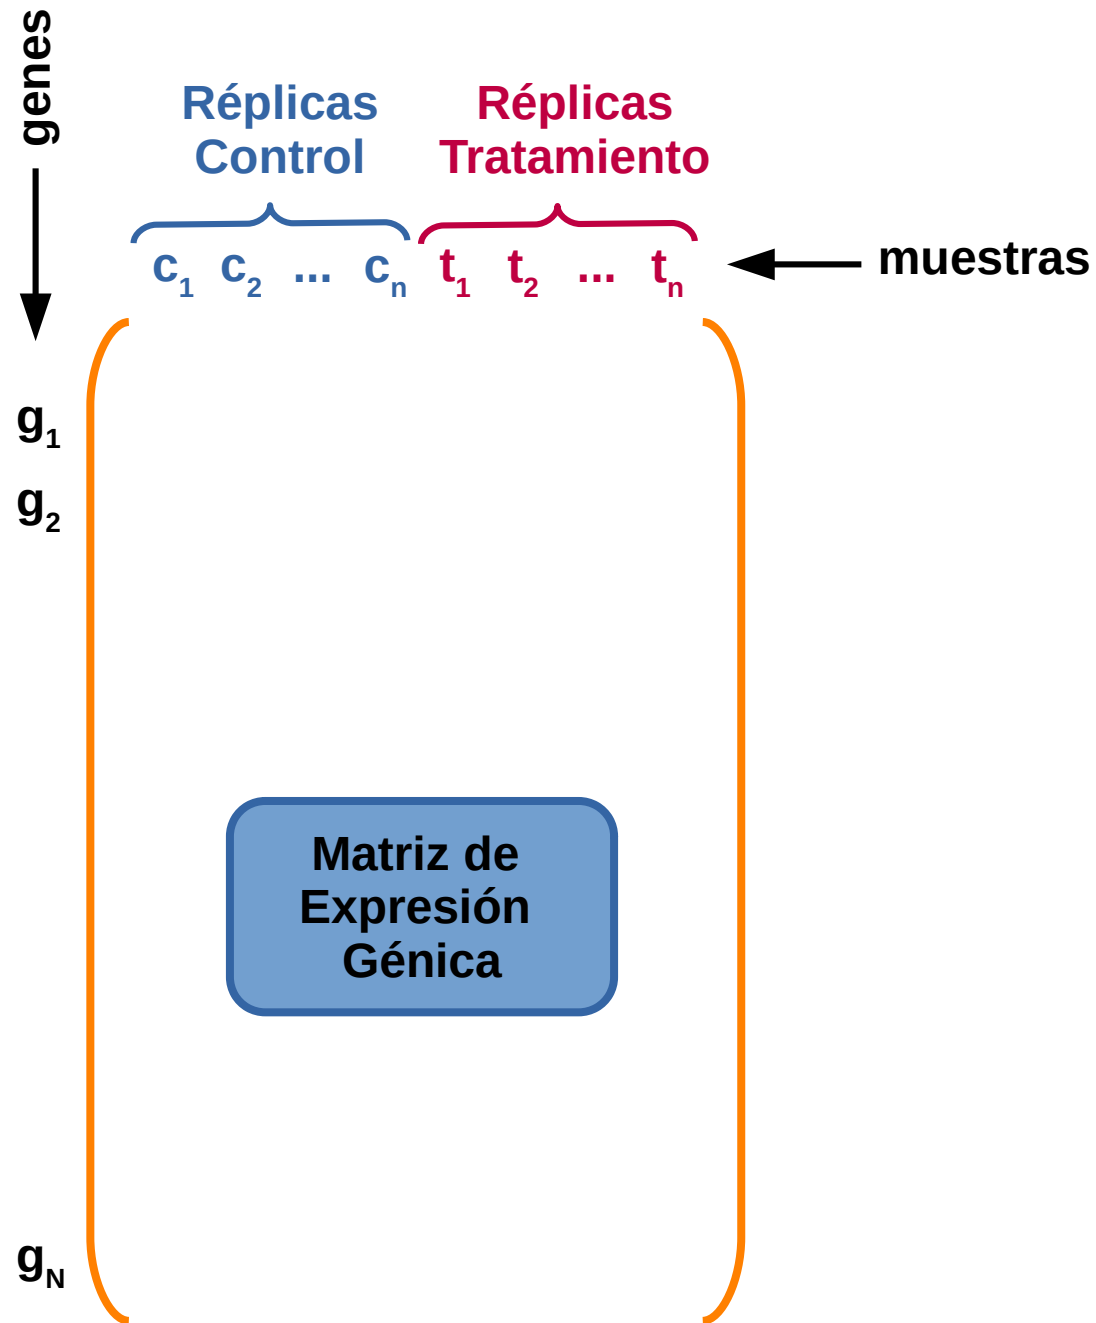 genes
Réplicas
Control
Réplicas
Tratamiento
c1 c2 ... cn t1 t2 ... tn
muestras
g1
g2
Matriz de
Expresión
Génica
gN